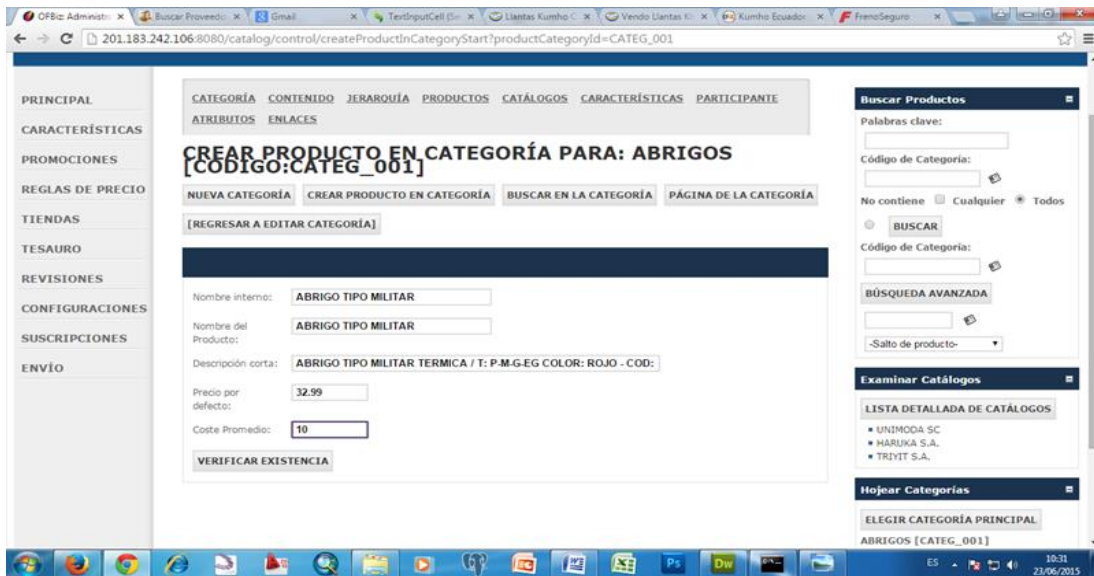 OFBiz: Administr
Buscar Proveedo
Gmail
TextInputCell (Se
Llantas Kumho C
Vendo Llantas K
Kumho Ecuador
FrenoSeguro
201.183.242.106:8080/catalog/control/createProductInCategoryStart?productCategoryId=CATEG_001
PRINCIPAL
CARACTERÍSTICAS
PROMOCIONES
REGLAS DE PRECIO
TIENDAS
TESAURO
REVISIONES
CONFIGURACIONES
SUSCRIPCIONES
ENVÍO
CATEGORÍA CONTENIDO JERARQUÍA PRODUCTOS CATÁLOGOS CARACTERÍSTICAS PARTICIPANTE
ATRIBUTOS ENLACES
CREAR PRODUCTO EN CATEGORÍA PARA: ABRIGOS
[CÓDIGO:CATEG_001]
NUEVA CATEGORÍA CREAR PRODUCTO EN CATEGORÍA BUSCAR EN LA CATEGORÍA PÁGINA DE LA CATEGORÍA
[REGRESAR A EDITAR CATEGORÍA]
Nombre interno: ABRIGO TIPO MILITAR
Nombre del
Producto: ABRIGO TIPO MILITAR
Descripción corta: ABRIGO TIPO MILITAR TERMICA / T: P-M-G-EG COLOR: ROJO - COD:
Precio por
defecto: 32.99
Coste Promedio: 10
VERIFICAR EXISTENCIA
Buscar Productos
Palabras clave:
Código de Categoría:
No contiene Cualquier Todos
BUSCAR
Código de Categoría:
BÚSQUEDA AVANZADA
-Salto de producto-
Examinar Catálogos
LISTA DETALLADA DE CATÁLOGOS
UNIMODA SC
HARUKA S.A.
TRIYIT S.A.
Hojear Categorías
ELEGIR CATEGORÍA PRINCIPAL
ABRIGOS [CATEG_001]
Ps
Dw
ES
10:31
23/06/2015